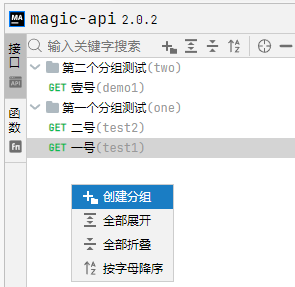 magic-api 2.0.2
接口
API
函数
Fn
输入关键字搜索
第二个分组测试(two)
GET 壹号(demo1)
第一个分组测试(one)
GET 二号(test2)
GET 一号(test1)
创建分组
全部展开
全部折叠
按字母降序